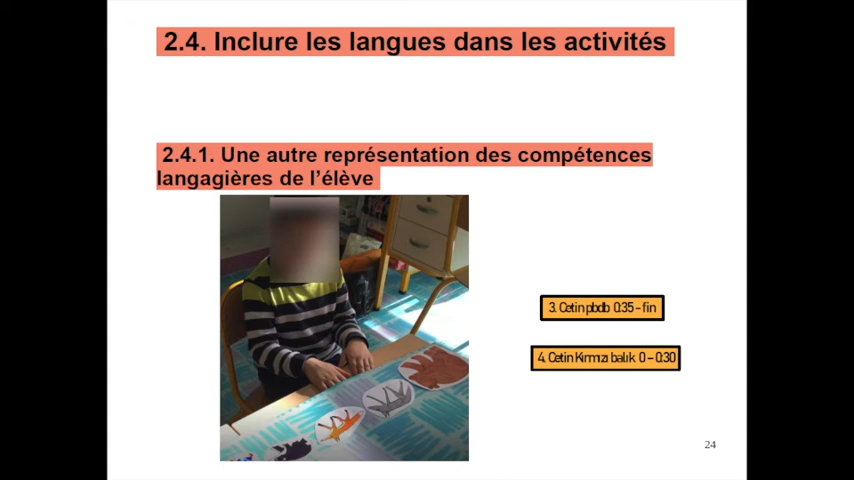 2.4. Inclure les langues dans les activités
2.4.1. Une autre représentation des compétences
langagières de l’élève
3. Cetin pbdlb 0:35 – fin
4. Cetin Kırmızı balık 0 – 0:30
24